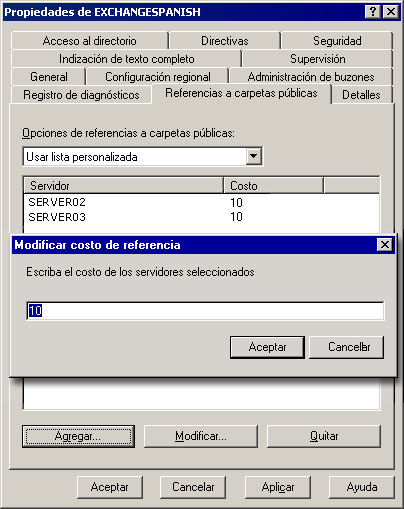 Propiedades de EXCHANGESPANISH
Acceso al directorio Directivas Seguridad
Indización de texto completo Supervisión
General Configuración regional Administración de buzones
Registro de diagnósticos Referencias a carpetas públicas Detalles
Opciones de referencias a carpetas públicas:
Usar lista personalizada
Servidor Costo
SERVER02 10
SERVER03 10
Modificar costo de referencia
Escriba el costo de los servidores seleccionados
10
Aceptar Cancelar
Agregar... Modificar... Quitar
Aceptar Cancelar Aplicar Ayuda